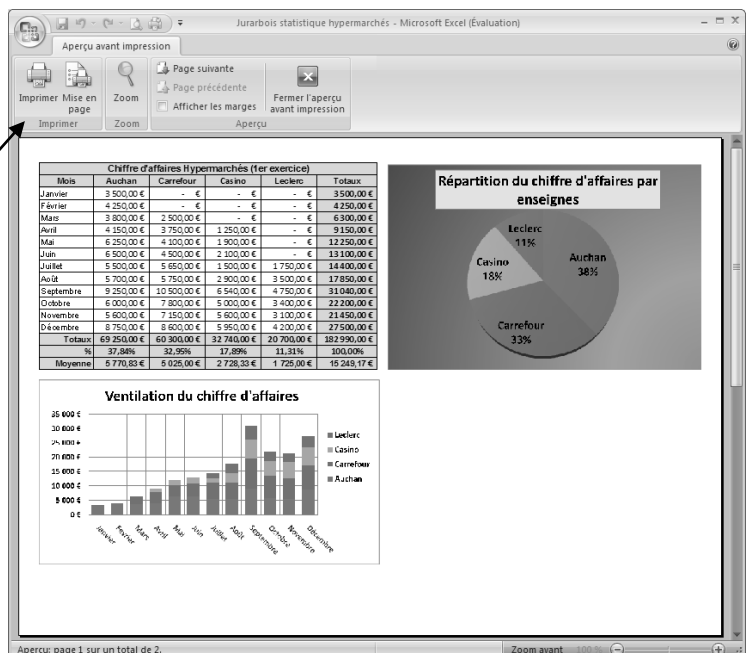 Jurarbois statistique hypermarchés - Microsoft Excel (Évaluation)
Aperçu avant impression
Imprimer
Mise en page
Zoom
Page suivante
Page précédente
Afficher les marges
Fermer l'aperçu avant impression
Imprimer Zoom Aperçu
Chiffre d'affaires Hypermarchés (1er exercice)
Mois Auchan Carrefour Casino Leclerc Totaux
Janvier 3 500,00 € - € - € - € 3 500,00 €
Février 4 250,00 € - € - € - € 4 250,00 €
Mars 3 800,00 € 2 500,00 € - € - € 6 300,00 €
Avril 4 150,00 € 3 750,00 € 1 250,00 € - € 9 150,00 €
Mai 6 250,00 € 4 100,00 € 1 900,00 € - € 12 250,00 €
Juin 6 500,00 € 4 500,00 € 2 100,00 € - € 13 100,00 €
Juillet 5 500,00 € 5 650,00 € 1 500,00 € 1 750,00 € 14 400,00 €
Août 5 700,00 € 5 750,00 € 2 900,00 € 3 500,00 € 17 850,00 €
Septembre 9 250,00 € 10 500,00 € 6 540,00 € 4 750,00 € 31 040,00 €
Octobre 6 000,00 € 7 800,00 € 5 000,00 € 3 400,00 € 22 200,00 €
Novembre 5 600,00 € 7 150,00 € 5 600,00 € 3 100,00 € 21 450,00 €
Décembre 8 750,00 € 8 600,00 € 5 950,00 € 4 200,00 € 27 500,00 €
Totaux 69 250,00 € 60 300,00 € 32 740,00 € 20 700,00 € 182 990,00 €
% 37,84% 32,95% 17,89% 11,31% 100,00%
Moyenne 5 770,83 € 5 025,00 € 2 728,33 € 1 725,00 € 15 249,17 €
Répartition du chiffre d'affaires par
enseignes
Leclerc
11%
Auchan
38%
Casino
18%
Carrefour
33%
Ventilation du chiffre d'affaires
35 000 €
30 000 €
25 000 €
20 000 €
15 000 €
10 000 €
5 000 €
0 €
Janvier Février Mars Avril Mai Juin Juillet Août Septembre Octobre Novembre Décembre
Leclerc
Casino
Carrefour
Auchan
Aperçu: page 1 sur un total de 2. Zoom avant 100 %